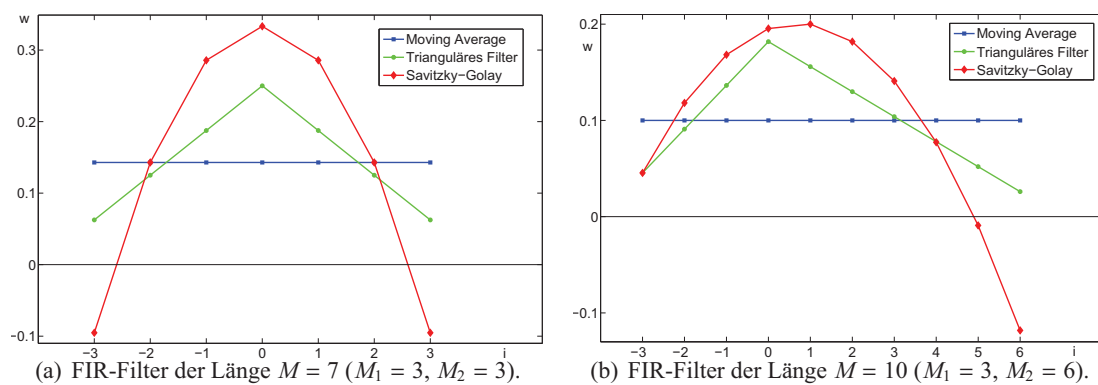 w
0.3
0.2
0.1
0
−0.1
Moving Average
Trianguläres Filter
Savitzky−Golay
−3 −2 −1 0 1 2 3 i
(a) FIR-Filter der Länge M = 7 (M₁ = 3, M₂ = 3).
0.2
w
0.1
0
−0.1
Moving Average
Trianguläres Filter
Savitzky−Golay
−3 −2 −1 0 1 2 3 4 5 6 i
(b) FIR-Filter der Länge M = 10 (M₁ = 3, M₂ = 6).